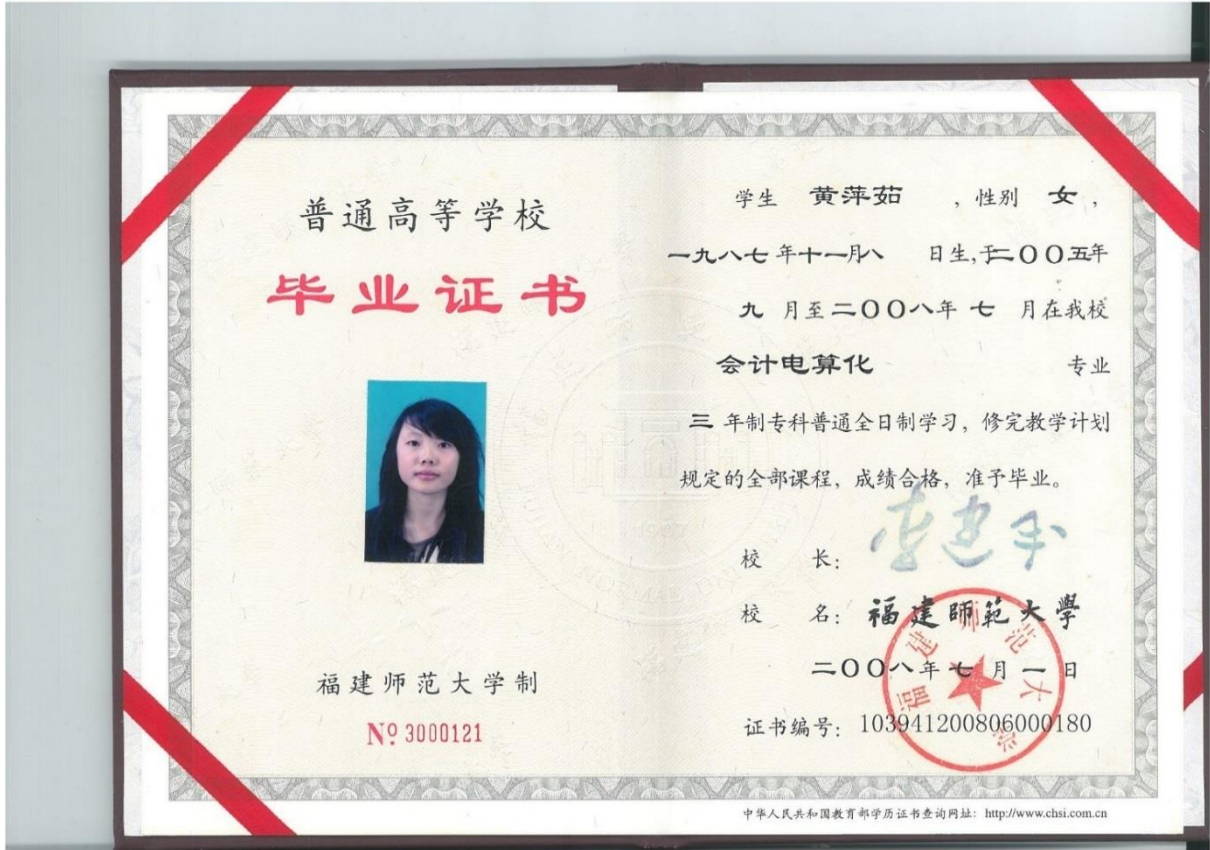 普通高等学校
毕业证书
福建师范大学制
Nº 3000121
学生 黄萍茹 ，性别 女 ，
一九八七年十一月八 日生,于二〇〇五年
九 月至二〇〇八年 七 月在我校
会计电算化 专业
三 年制专科普通全日制学习，修完教学计划
规定的全部课程，成绩合格，准予毕业。
校 长：
校 名：福建師範大學
二〇〇八年七月一日
证书编号：103941200806000180
福建师范大学
中华人民共和国教育部学历证书查询网址：http://www.chsi.com.cn